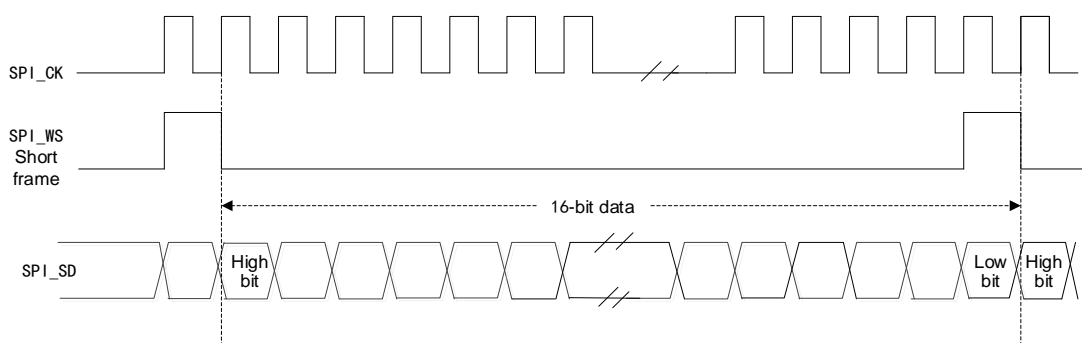 SPI_CK
SPI_WS
Short
frame
16-bit data
SPI_SD
High
bit
Low
bit
High
bit